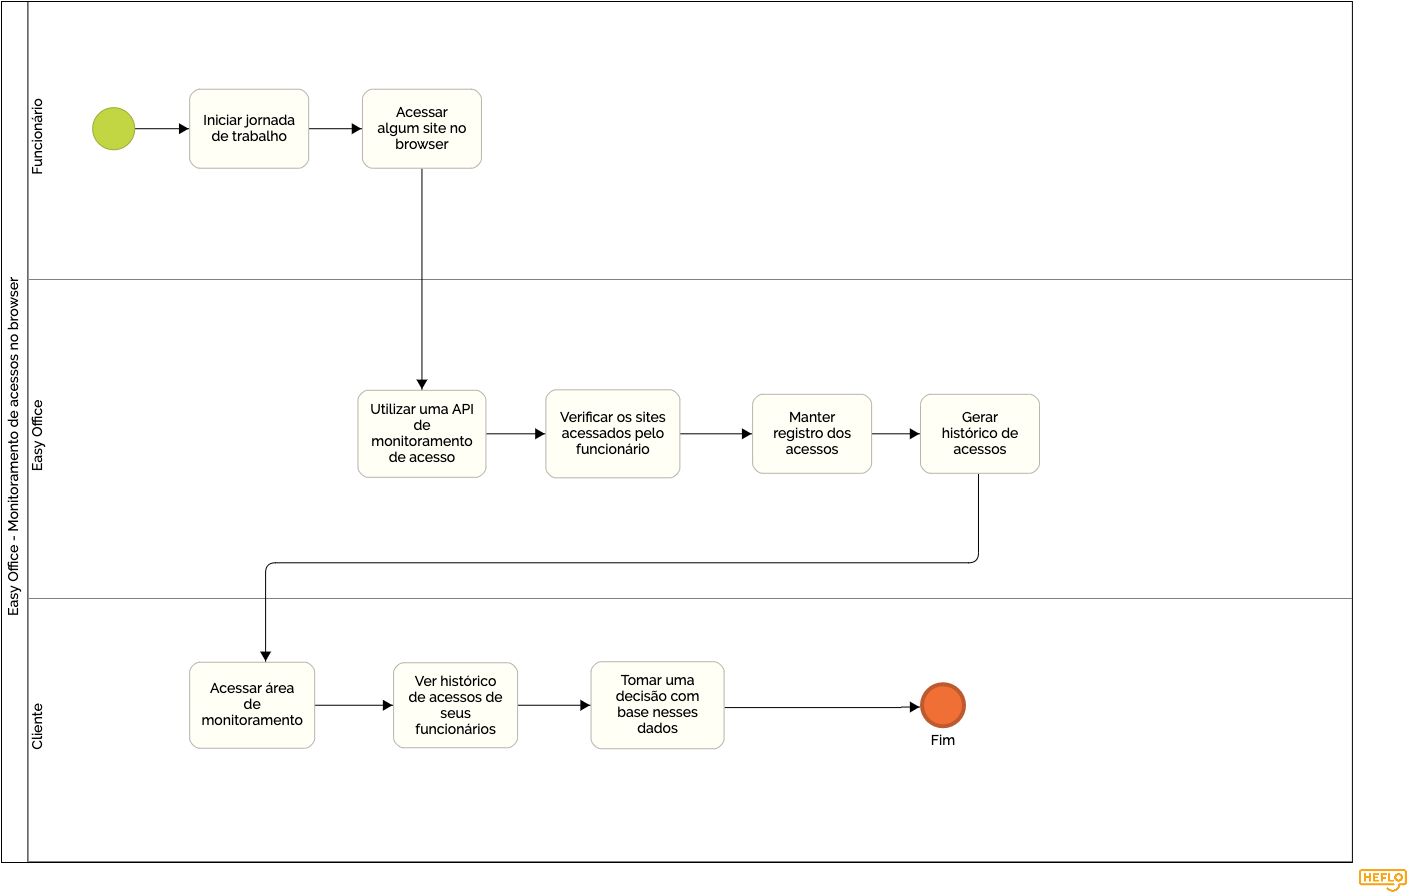 Easy Office - Monitoramento de acessos no browser
Funcionário
Iniciar jornada
de trabalho
Acessar
algum site no
browser
Easy Office
Utilizar uma API
de
monitoramento
de acesso
Verificar os sites
acessados pelo
funcionário
Manter
registro dos
acessos
Gerar
histórico de
acessos
Cliente
Acessar área
de
monitoramento
Ver histórico
de acessos de
seus
funcionários
Tomar uma
decisão com
base nesses
dados
Fim
HEFLO